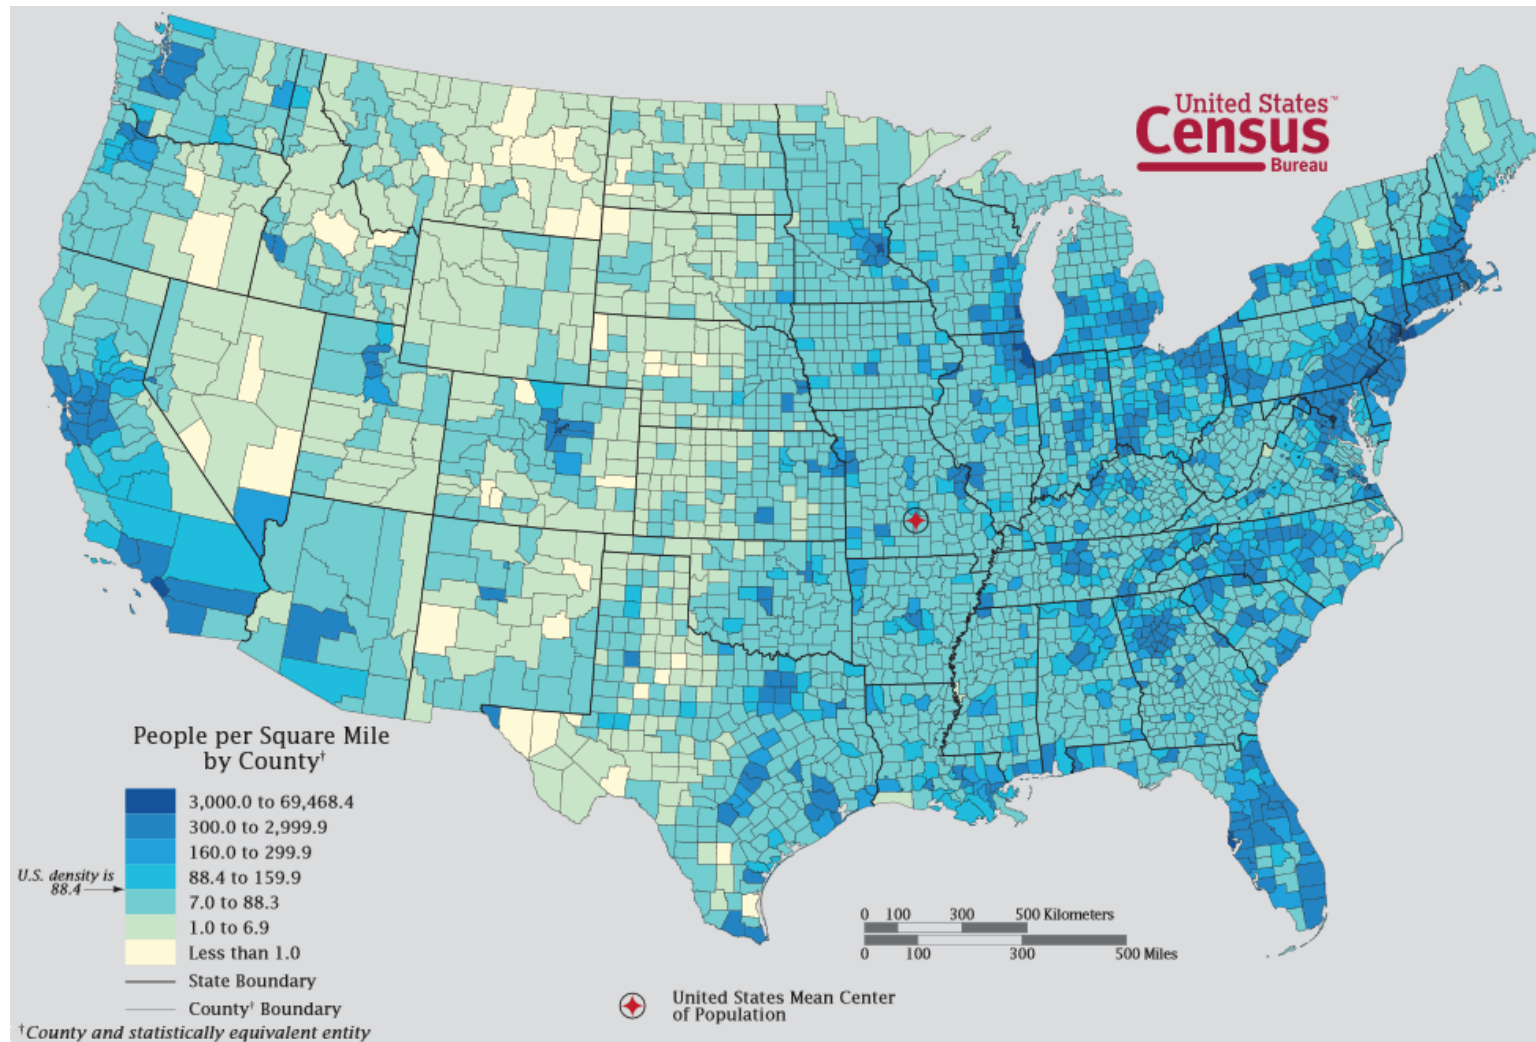 United States™
Census
Bureau
People per Square Mile
by County†
3,000.0 to 69,468.4
300.0 to 2,999.9
160.0 to 299.9
88.4 to 159.9
U.S. density is
88.4
7.0 to 88.3
1.0 to 6.9
Less than 1.0
State Boundary
County† Boundary
†County and statistically equivalent entity
0 100 300 500 Kilometers
0 100 300 500 Miles
United States Mean Center
of Population